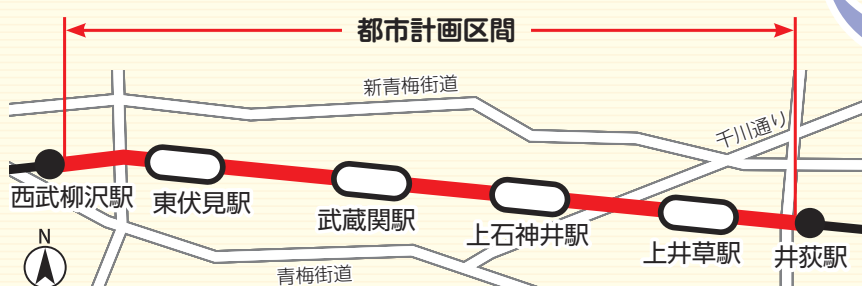 都市計画区間
新青梅街道
千川通り
西武柳沢駅
東伏見駅
武蔵関駅
上石神井駅
上井草駅
井荻駅
N
青梅街道